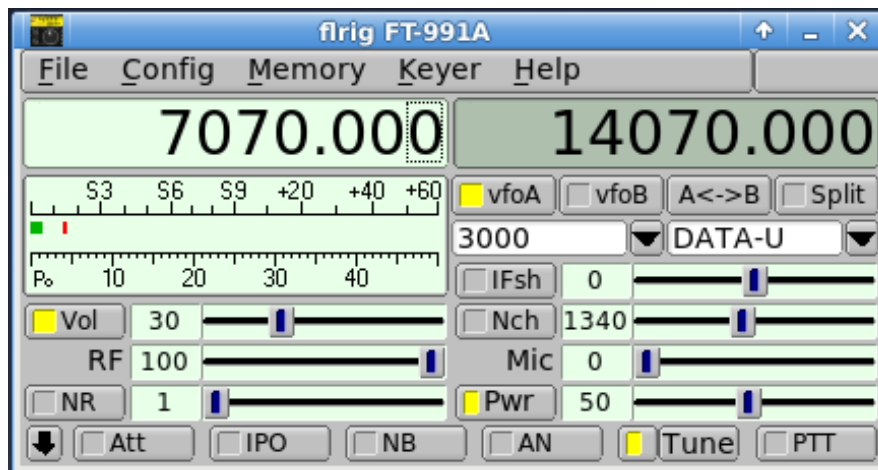 flrig FT-991A
File Config Memory Keyer Help
7070.000 14070.000
S3 S6 S9 +20 +40 +60
Po 10 20 30 40
vfoA vfoB A<->B Split
3000 DATA-U
IFsh 0
Vol 30 Nch 1340
RF 100 Mic 0
NR 1 Pwr 50
Att IPO NB AN Tune PTT